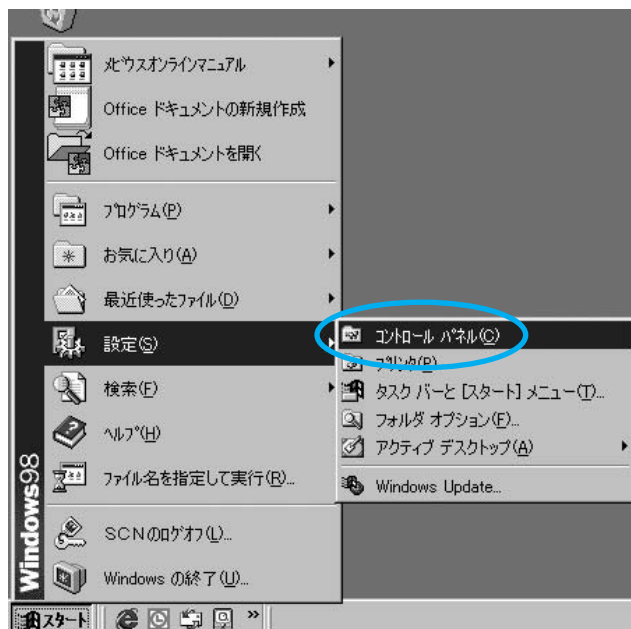 ﾒﾋﾞｳｽｵﾝﾗｲﾝﾏﾆｭｱﾙ
Office ドキュメントの新規作成
Office ドキュメントを開く
ﾌﾟﾛｸﾞﾗﾑ(P)
お気に入り(A)
最近使ったﾌｧｲﾙ(D)
設定(S)
検索(F)
ﾍﾙﾌﾟ(H)
ﾌｧｲﾙ名を指定して実行(R)...
SCNのﾛｸﾞｵﾌ(L)...
Windows の終了(U)...
Windows98
コントロール パネル(C)
プリンタ(P)
タスク バーと [スタート] メニュー(T)...
フォルダ オプション(F)...
アクティブ デスクトップ(A)
Windows Update...
スタート
»